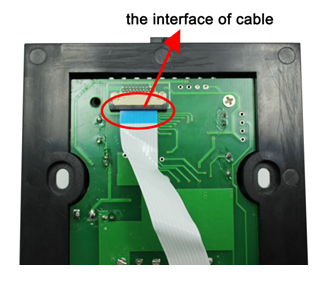 the interface of cable